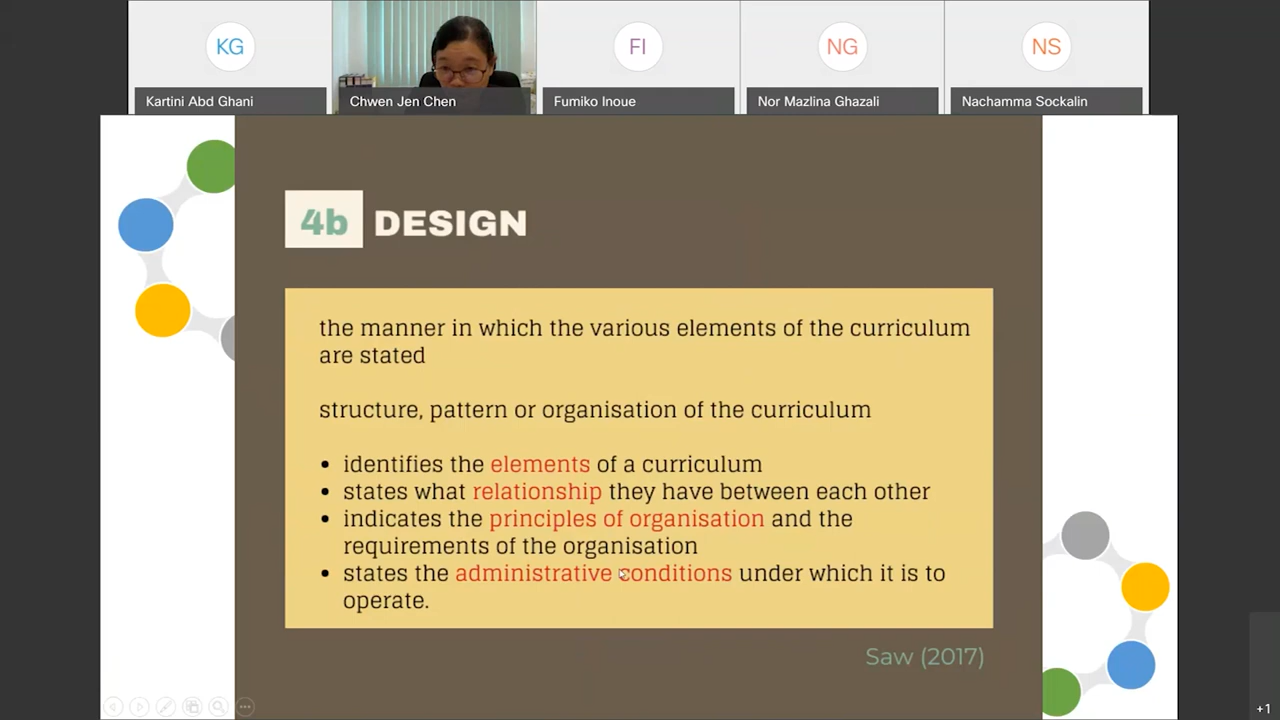 KG
FI
NG
NS
Kartini Abd Ghani
Chwen Jen Chen
Fumiko Inoue
Nor Mazlina Ghazali
Nachamma Sockalin
4b DESIGN
the manner in which the various elements of the curriculum
are stated
structure, pattern or organisation of the curriculum
• identifies the elements of a curriculum
• states what relationship they have between each other
• indicates the principles of organisation and the
requirements of the organisation
• states the administrative conditions under which it is to
operate.
Saw (2017)
+1